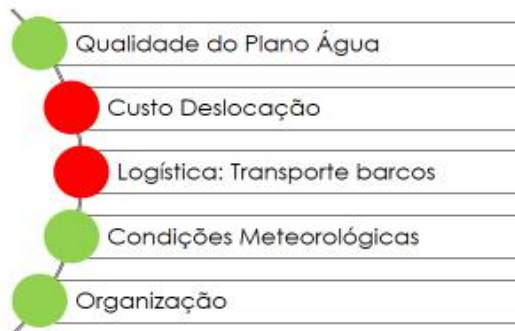 Qualidade do Plano Água
Custo Deslocação
Logística: Transporte barcos
Condições Meteorológicas
Organização